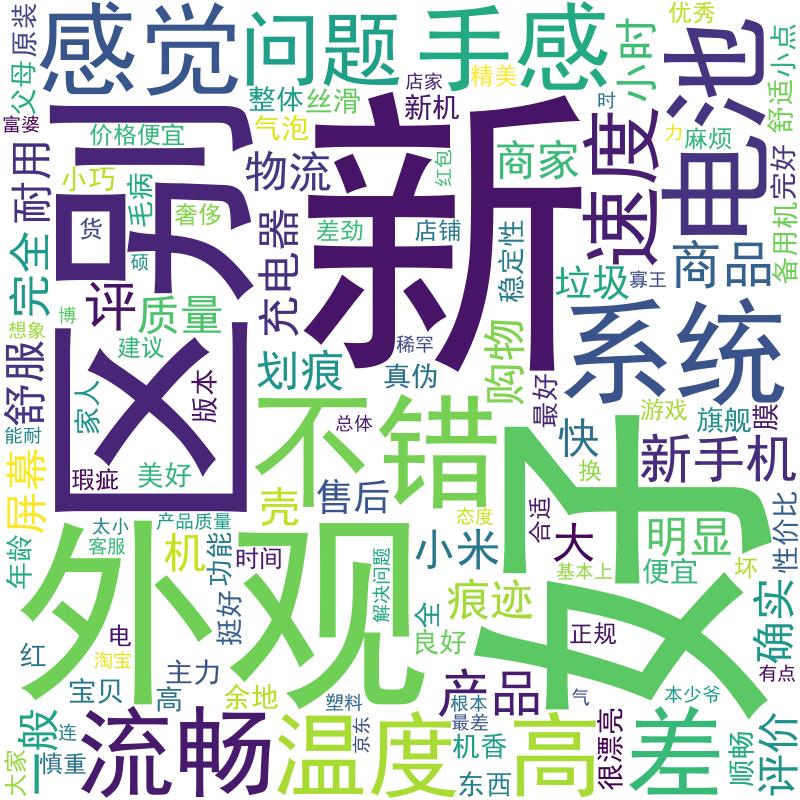 感觉
问题
手感
小时
优秀
原装
父母
富婆
整体
丝滑
店家
精美
新机
时
电池
舒适
小点
价格便宜
气泡
区别
新
速度
力
麻烦
耐用
小巧
毛病
物流
红包
商家
完好
奢侈
货
差劲
店铺
稳定性
备用机
完全
硕
充电器
商品
评
质量
垃圾
寡王
博
想象
建议
稀罕
系统
舒服
划痕
真伪
购物
家人
版本
最好
游戏
旗舰
膜
能耐
不错
总体
好
快
新手机
瑕疵
美好
换
屏幕
壳
售后
合适
性价比
太小
产品质量
态度
大
明显
客服
外观
机
时间
小米
年龄
功能
解决问题
基本上
便宜
坏
挺好
全
痕迹
确实
电
良好
正规
红
淘宝
主力
有点
宝贝
高
余地
塑料
产品
气
本少爷
一般
连
流畅
温度
根本
最差
高
很漂亮
差
顺畅
评价
大家
慎重
京东
机香
东西